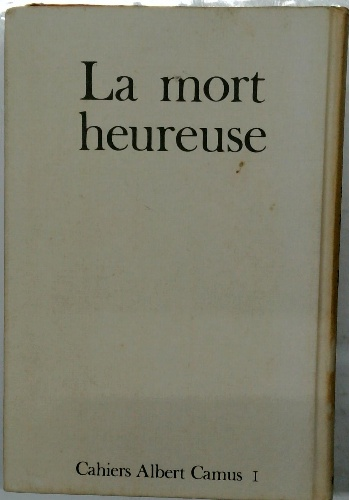 La mort
heureuse
Cahiers Albert Camus I